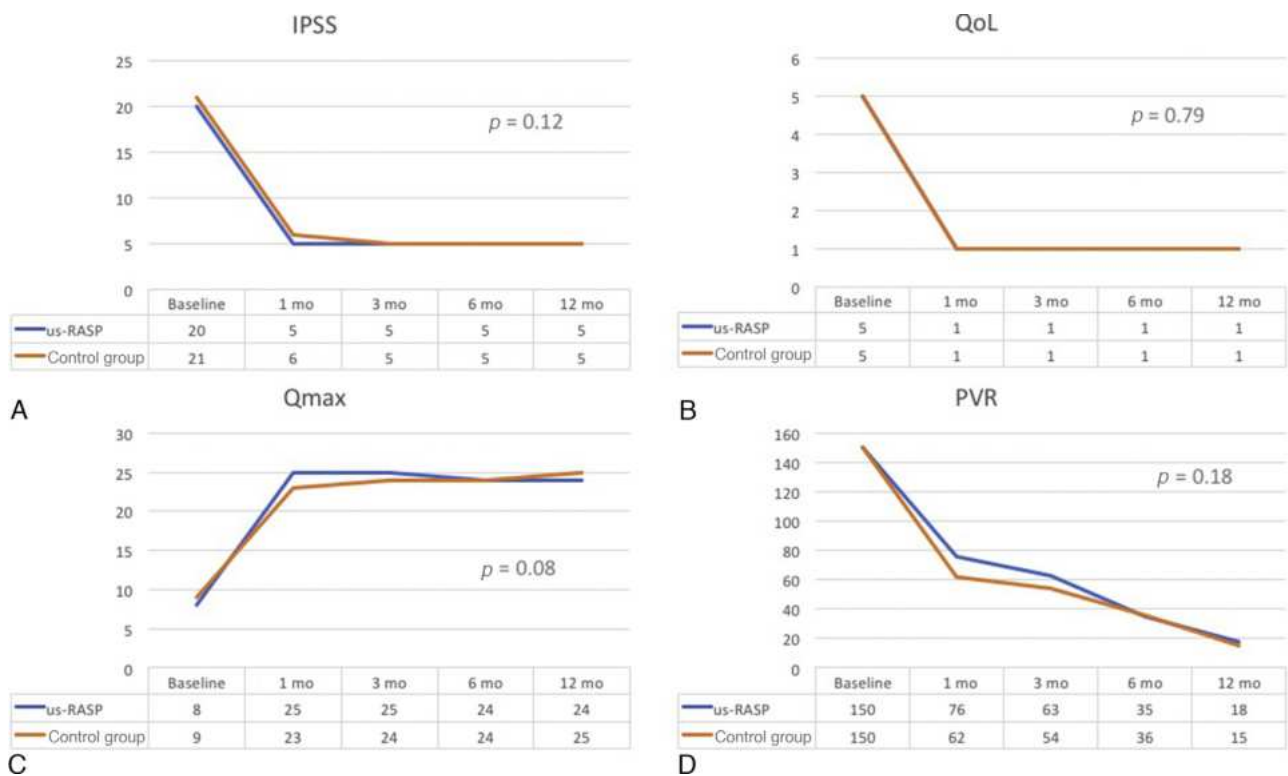 IPSS
25
20
15
10
5
0
p = 0.12
Baseline 1 mo 3 mo 6 mo 12 mo
us-RASP 20 5 5 5 5
Control group 21 6 5 5 5
A
QoL
6
5
4
3
2
1
0
p = 0.79
Baseline 1 mo 3 mo 6 mo 12 mo
us-RASP 5 1 1 1 1
Control group 5 1 1 1 1
B
Qmax
30
25
20
15
10
5
0
p = 0.08
Baseline 1 mo 3 mo 6 mo 12 mo
us-RASP 8 25 25 24 24
Control group 9 23 24 24 25
C
PVR
160
140
120
100
80
60
40
20
0
p = 0.18
Baseline 1 mo 3 mo 6 mo 12 mo
us-RASP 150 76 63 35 18
Control group 150 62 54 36 15
D